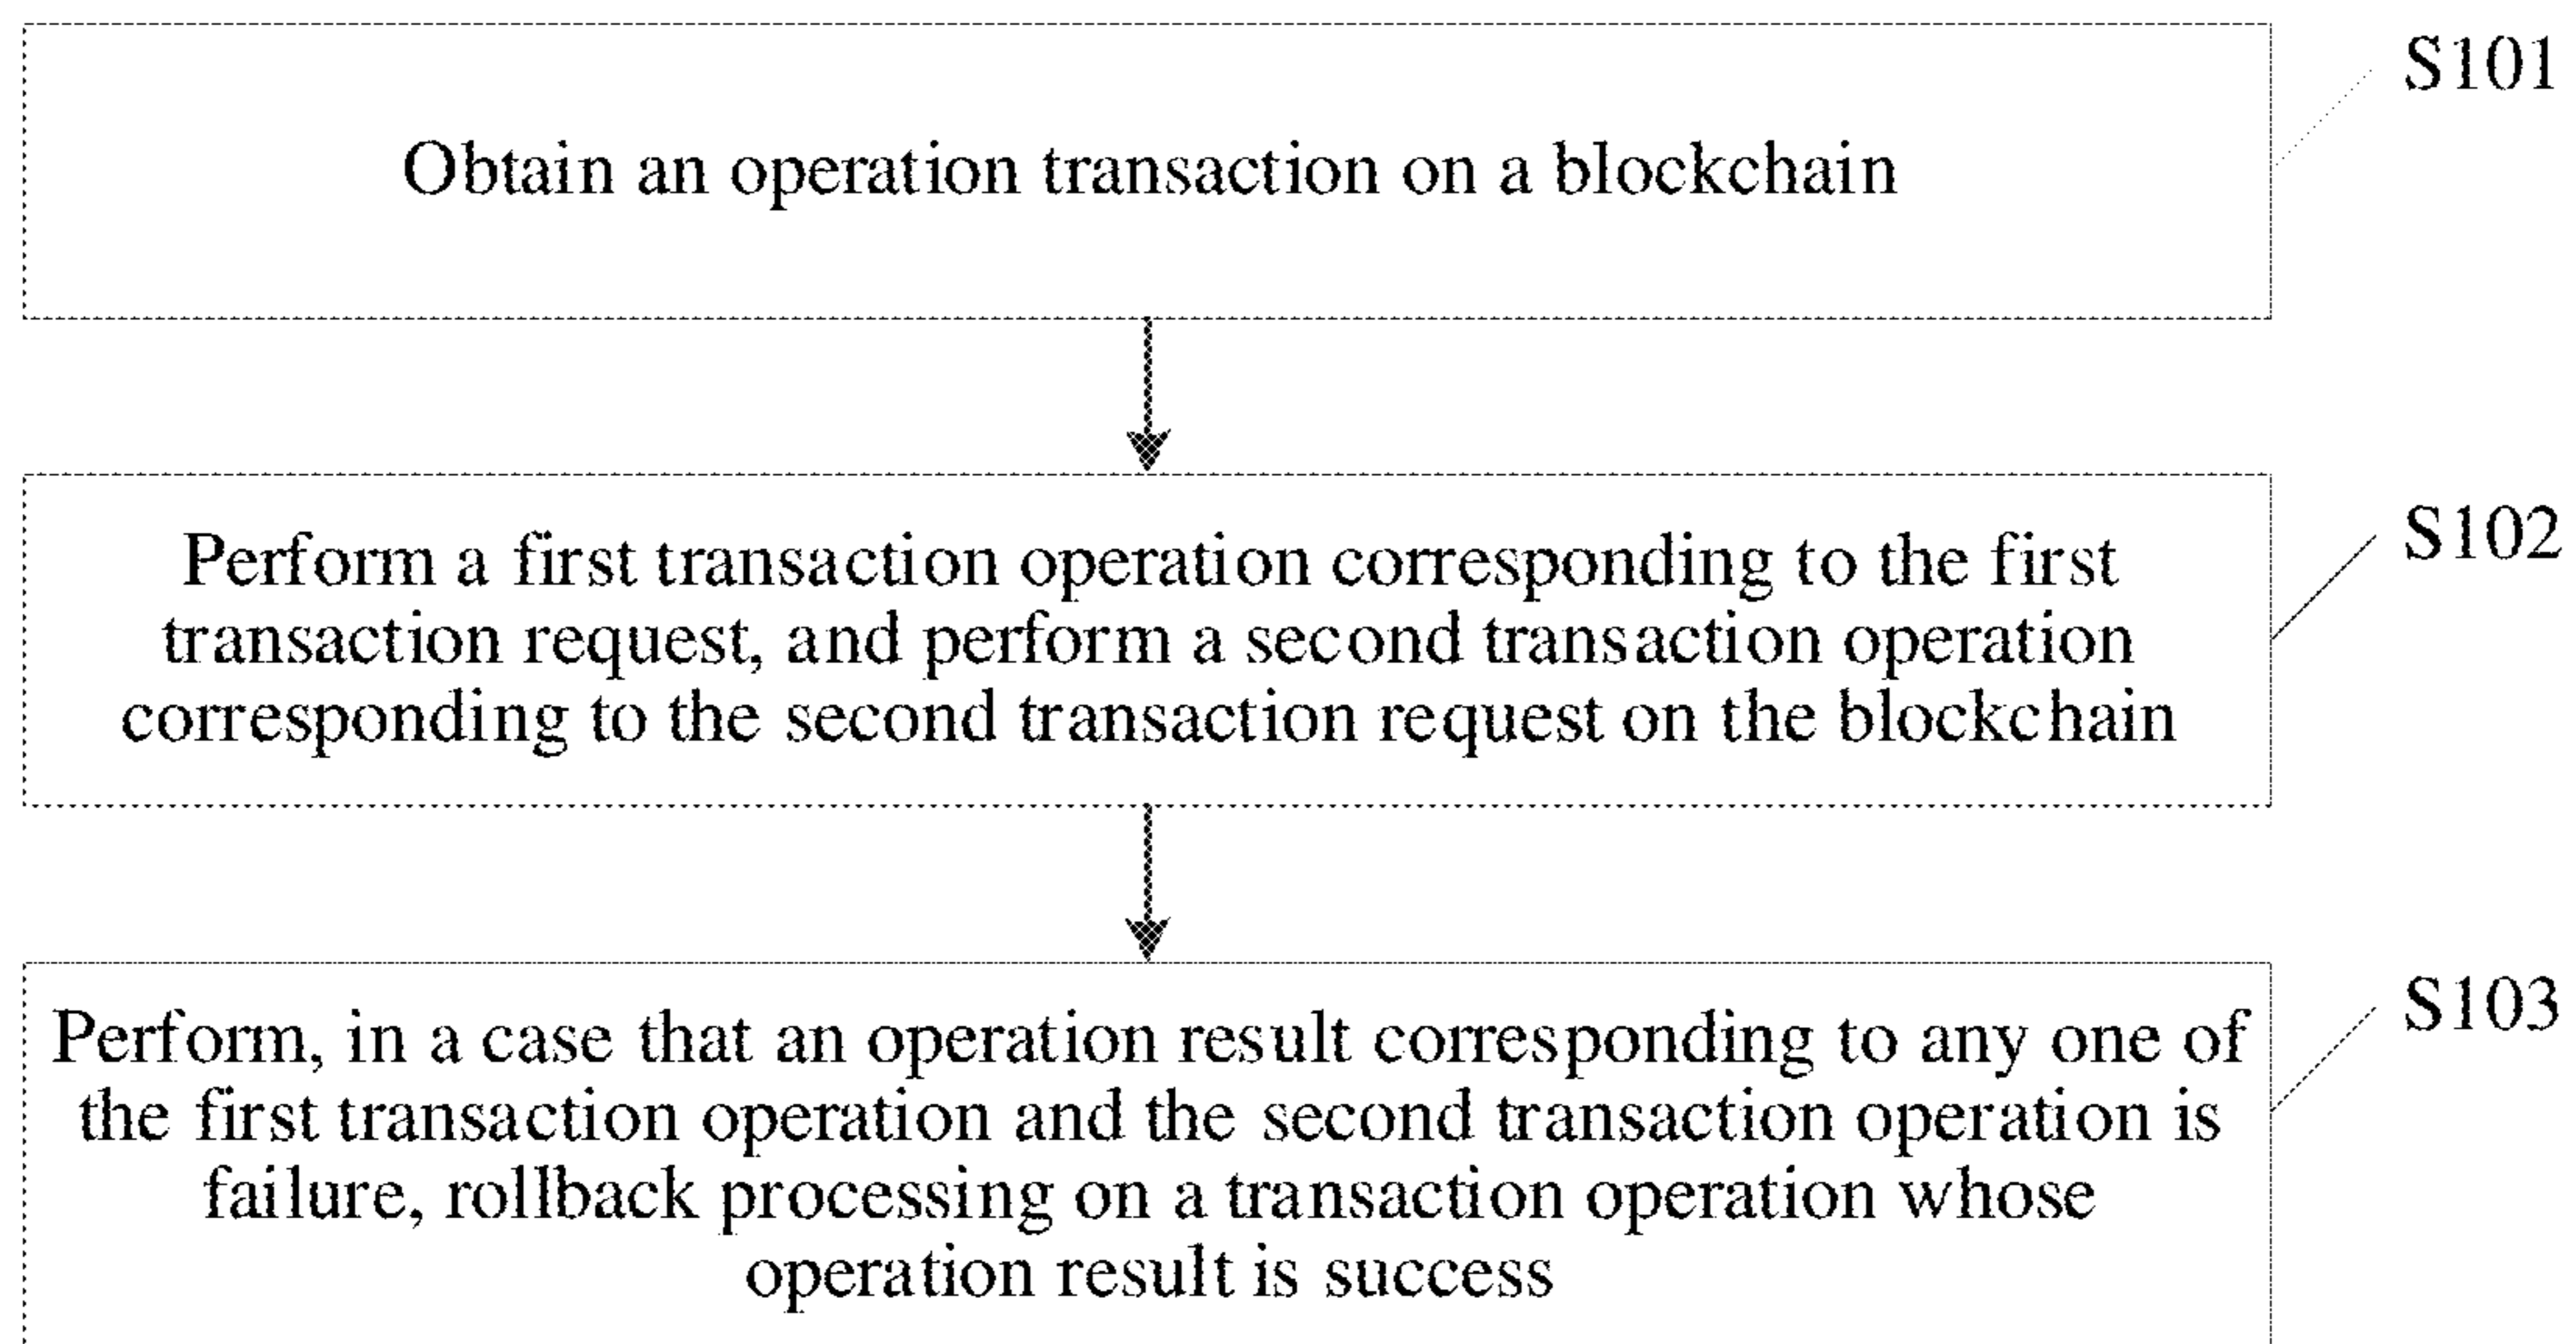 S101
Obtain an operation transaction on a blockchain
S102
Perform a first transaction operation corresponding to the first
transaction request, and perform a second transaction operation
corresponding to the second transaction request on the blockchain
S103
Perform, in a case that an operation result corresponding to any one of
the first transaction operation and the second transaction operation is
failure, rollback processing on a transaction operation whose
operation result is success